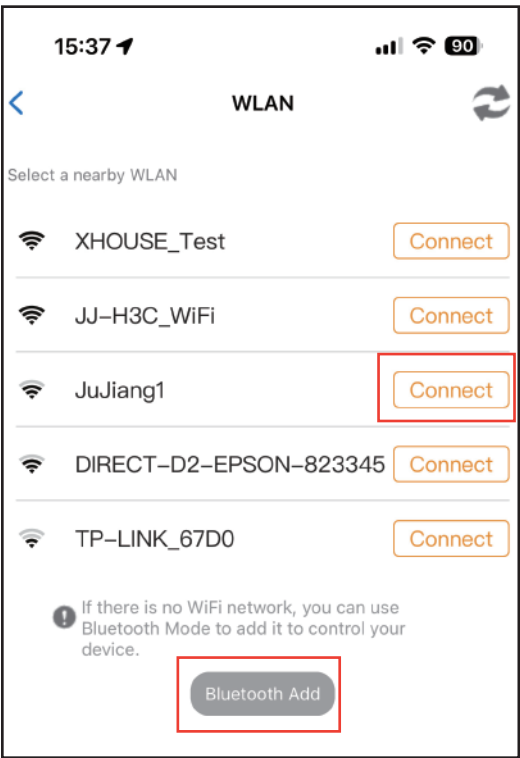 15:37 90
WLAN
Select a nearby WLAN
XHOUSE_Test Connect
JJ-H3C_WiFi Connect
JuJiang1 Connect
DIRECT-D2-EPSON-823345 Connect
TP-LINK_67D0 Connect
If there is no WiFi network, you can use
Bluetooth Mode to add it to control your
device.
Bluetooth Add